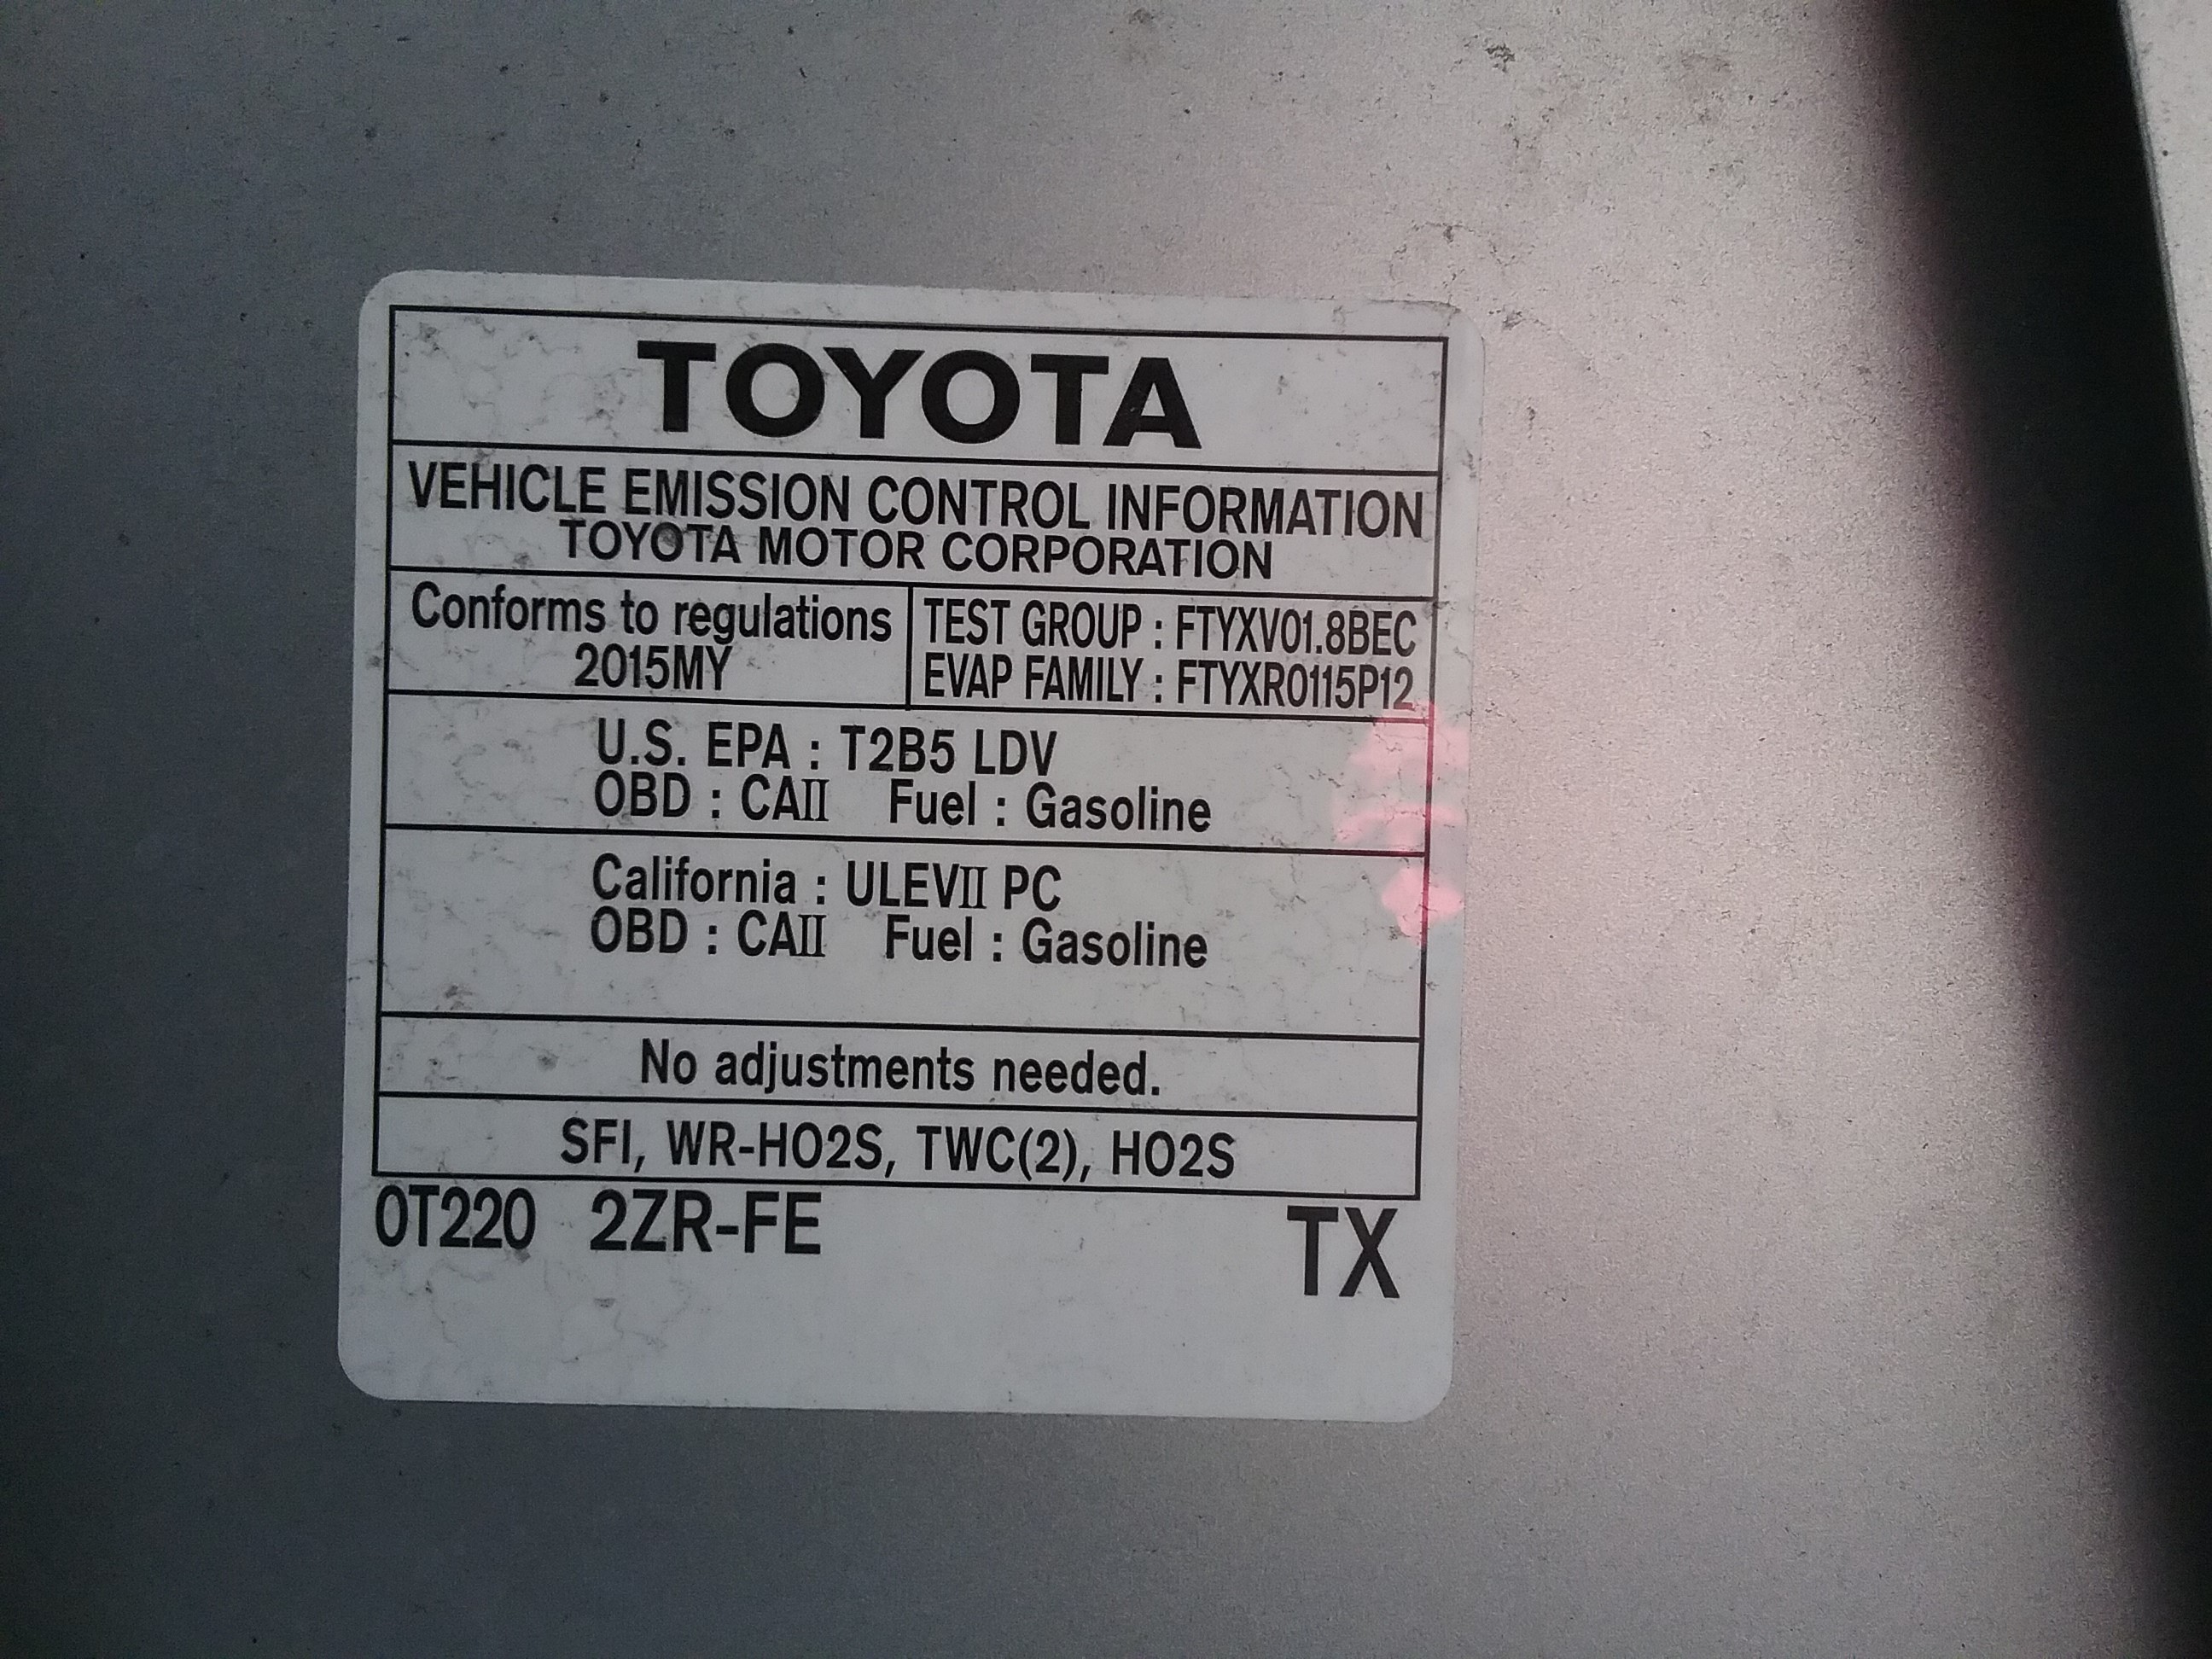 TOYOTA
VEHICLE EMISSION CONTROL INFORMATION
TOYOTA MOTOR CORPORATION
Conforms to regulations
2015MY
TEST GROUP : FTYXV01.8BEC
EVAP FAMILY : FTYXR0115P12
U.S. EPA : T2B5 LDV
OBD : CAII Fuel : Gasoline
California : ULEVII PC
OBD : CAII Fuel : Gasoline
No adjustments needed.
SFI, WR-HO2S, TWC(2), HO2S
0T220 2ZR-FE TX